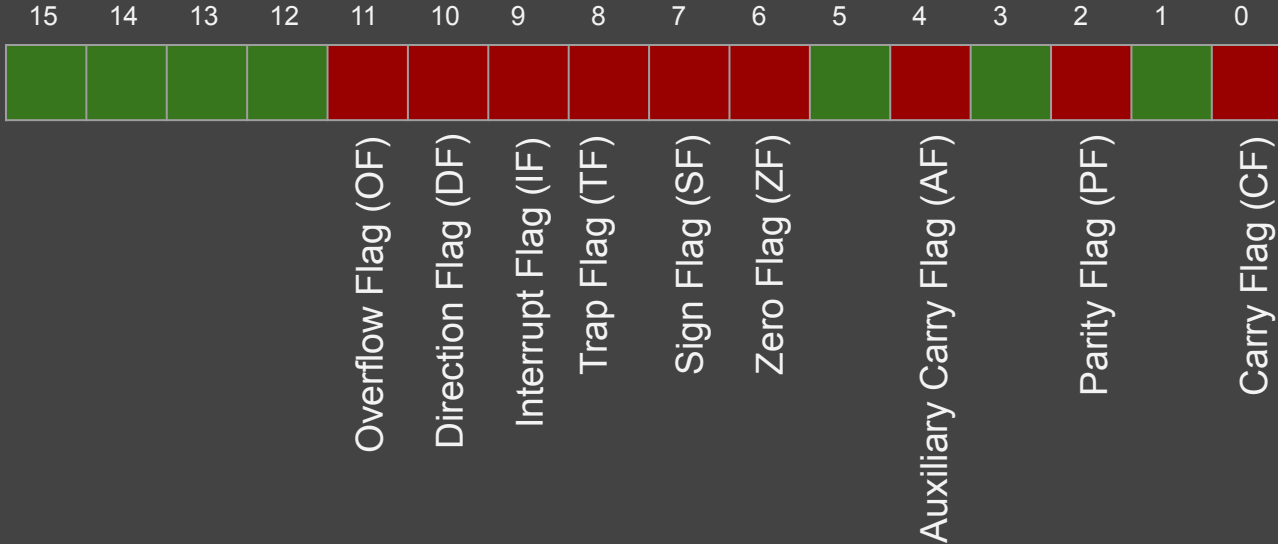 15 14 13 12 11 10 9 8 7 6 5 4 3 2 1 0
Overflow Flag (OF)
Direction Flag (DF)
Interrupt Flag (IF)
Trap Flag (TF)
Sign Flag (SF)
Zero Flag (ZF)
Auxiliary Carry Flag (AF)
Parity Flag (PF)
Carry Flag (CF)